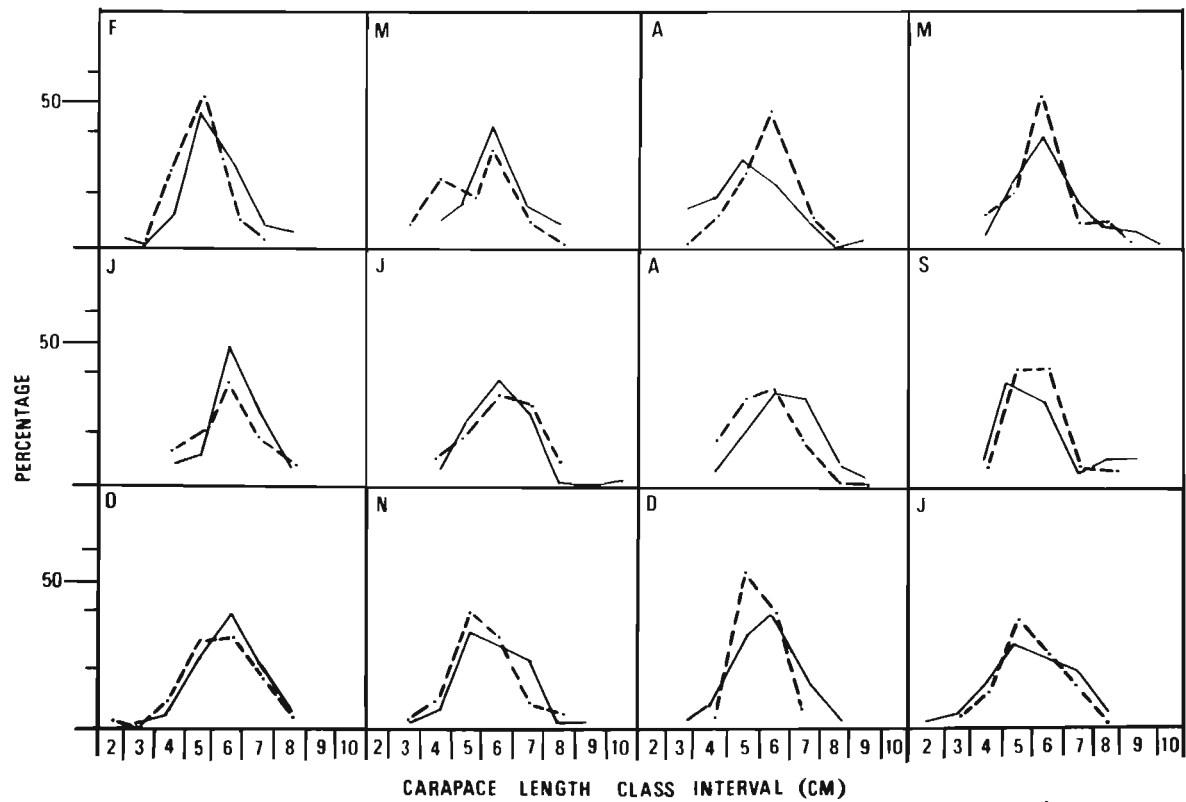 F M A M
50
J J A S
50
PERCENTAGE
O N D J
50
2 3 4 5 6 7 8 9 10 2 3 4 5 6 7 8 9 10 2 3 4 5 6 7 8 9 10 2 3 4 5 6 7 8 9 10
CARAPACE LENGTH CLASS INTERVAL (CM)